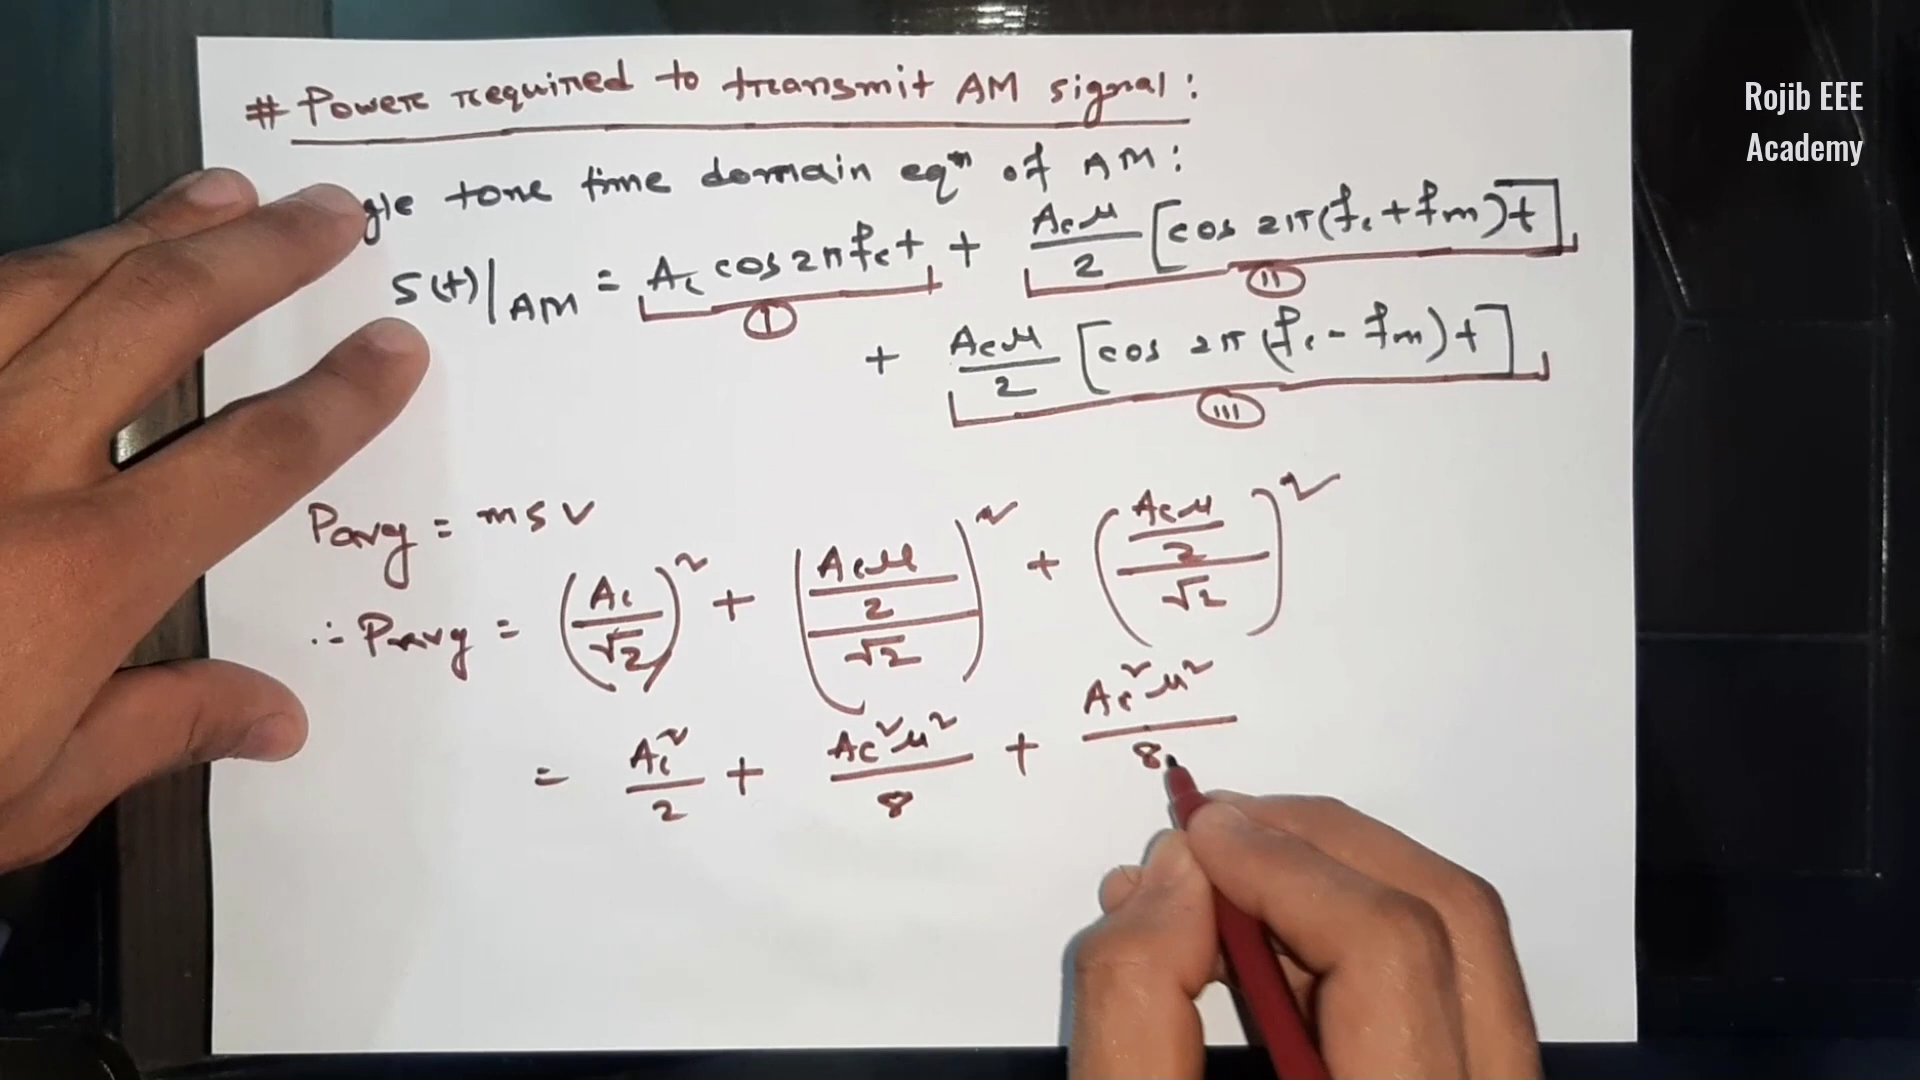 # Power required to transmit AM signal :
gle tone time domain eqⁿ of AM :
S(t)|AM = Ac cos 2π fc t + Acμ/2 [cos 2π (fc + fm) t]
I II
+ Acμ/2 [cos 2π (fc - fm) t]
III
Pavg = msv
∴ Pavg = (Ac/√2)² + ((Acμ/2)/√2)² + ((Acμ/2)/√2)²
= Ac²/2 + Ac²μ²/8 + Ac²μ²/8
Rojib EEE
Academy